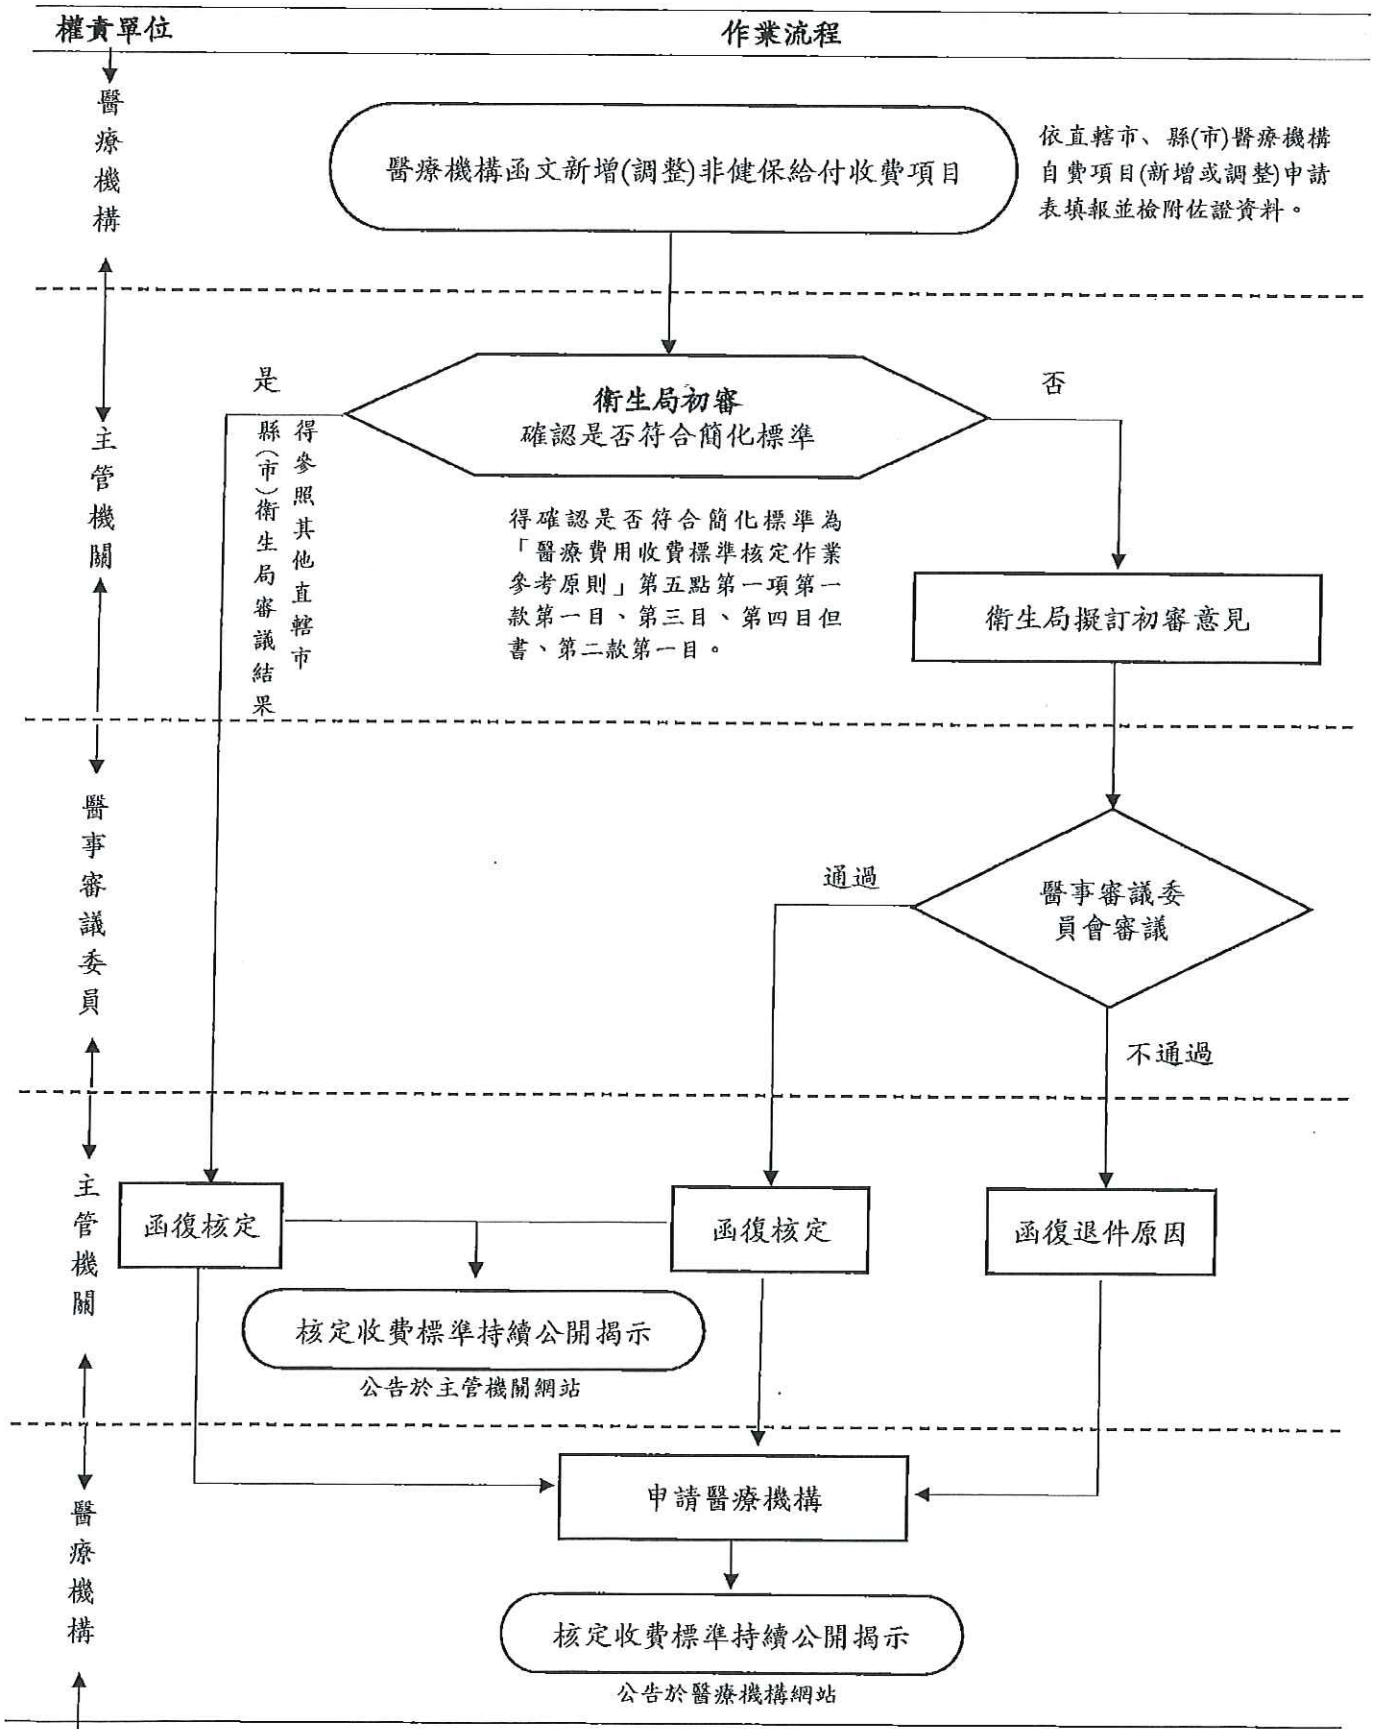 權責單位
作業流程
醫療機構
醫療機構函文新增(調整)非健保給付收費項目
依直轄市、縣(市)醫療機構
自費項目(新增或調整)申請
表填報並檢附佐證資料。
主管機關
是
得參照其他直轄市
縣(市)衛生局審議結果
衛生局初審
確認是否符合簡化標準
否
得確認是否符合簡化標準為
「醫療費用收費標準核定作業
參考原則」第五點第一項第一
款第一目、第三目、第四目但
書、第二款第一目。
衛生局擬訂初審意見
醫事審議委員
通過
醫事審議委
員會審議
不通過
主管機關
函復核定
函復核定
函復退件原因
核定收費標準持續公開揭示
公告於主管機關網站
醫療機構
申請醫療機構
核定收費標準持續公開揭示
公告於醫療機構網站